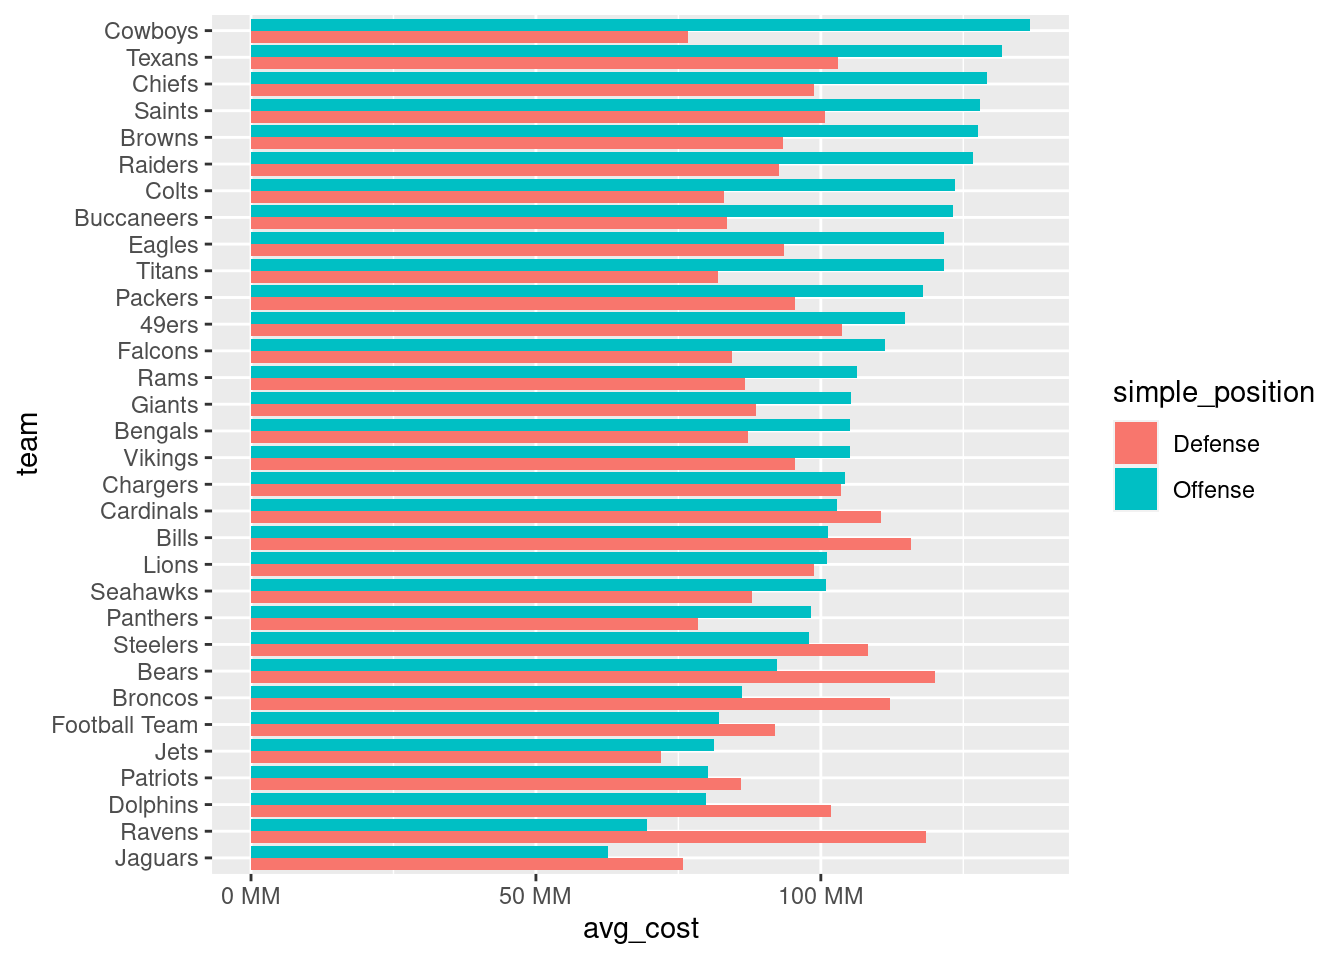 Cowboys
Texans
Chiefs
Saints
Browns
Raiders
Colts
Buccaneers
Eagles
Titans
Packers
49ers
Falcons
Rams
Giants
Bengals
Vikings
Chargers
Cardinals
Bills
Lions
Seahawks
Panthers
Steelers
Bears
Broncos
Football Team
Jets
Patriots
Dolphins
Ravens
Jaguars
team
0 MM
50 MM
100 MM
avg_cost
simple_position
Defense
Offense